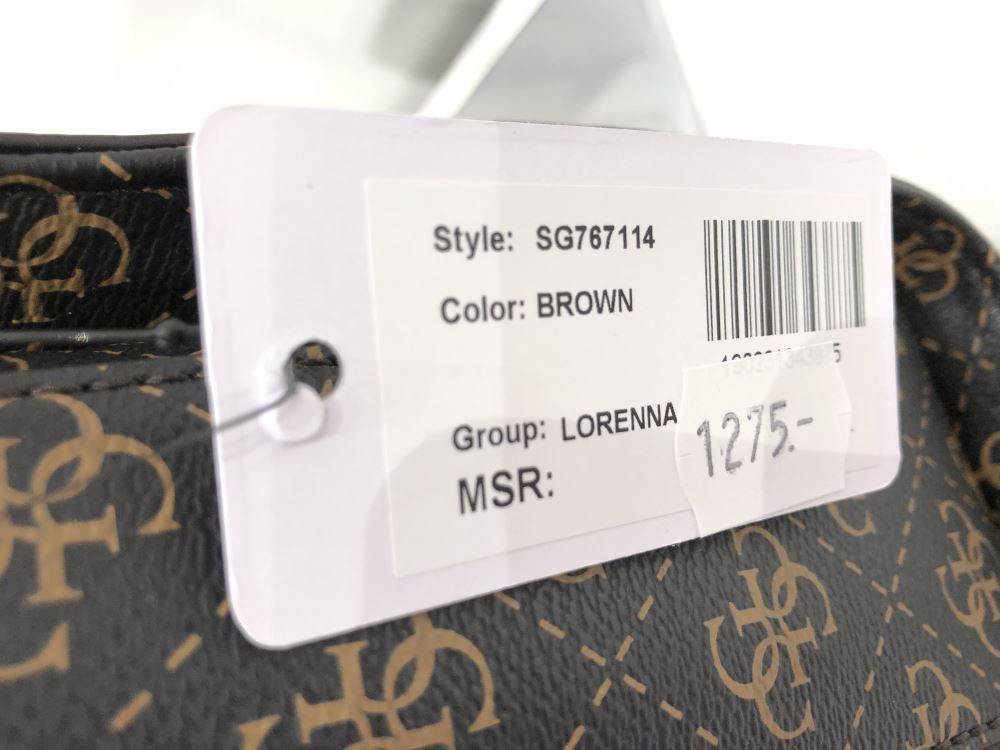 Style: SG767114
Color: BROWN
Group: LORENNA
MSR:
1275.-